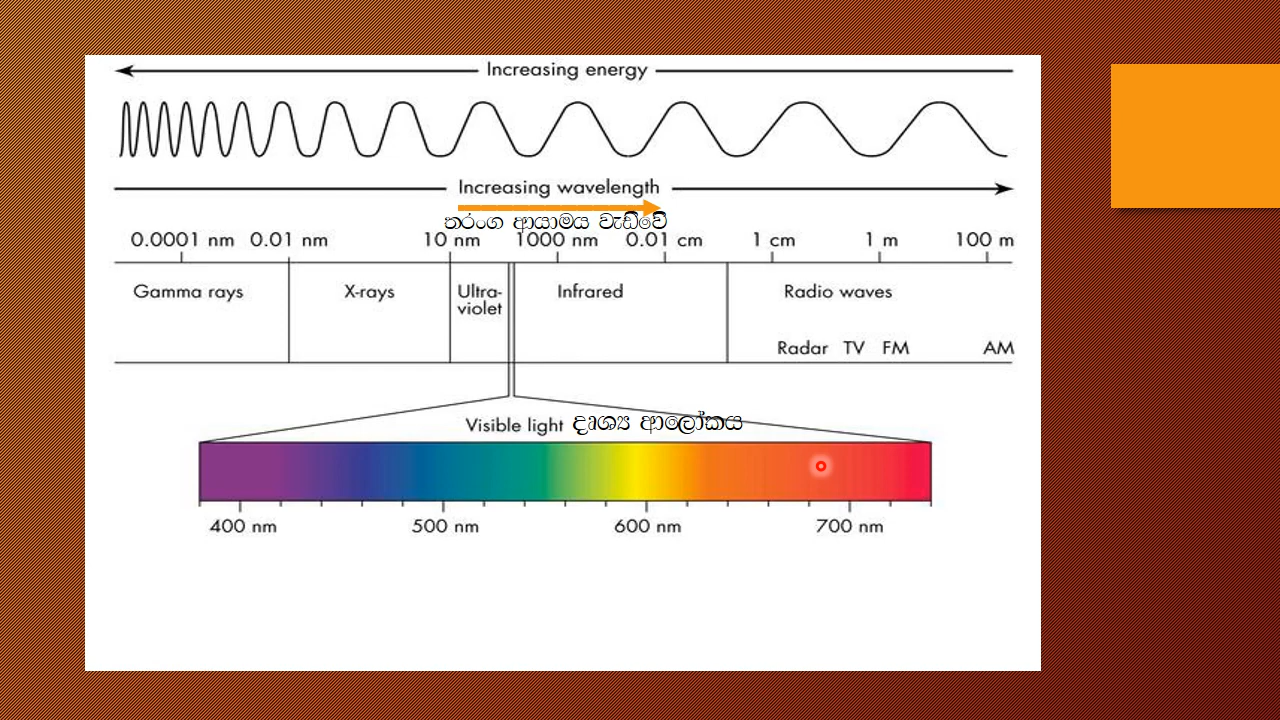 Increasing energy
Increasing wavelength
තරංග ආයාමය වැඩිවේ
0.0001 nm 0.01 nm 10 nm 1000 nm 0.01 cm 1 cm 1 m 100 m
Gamma rays X-rays Ultra- Infrared Radio waves
violet
Radar TV FM AM
Visible light දෘශ්‍ය ආලෝකය
400 nm 500 nm 600 nm 700 nm